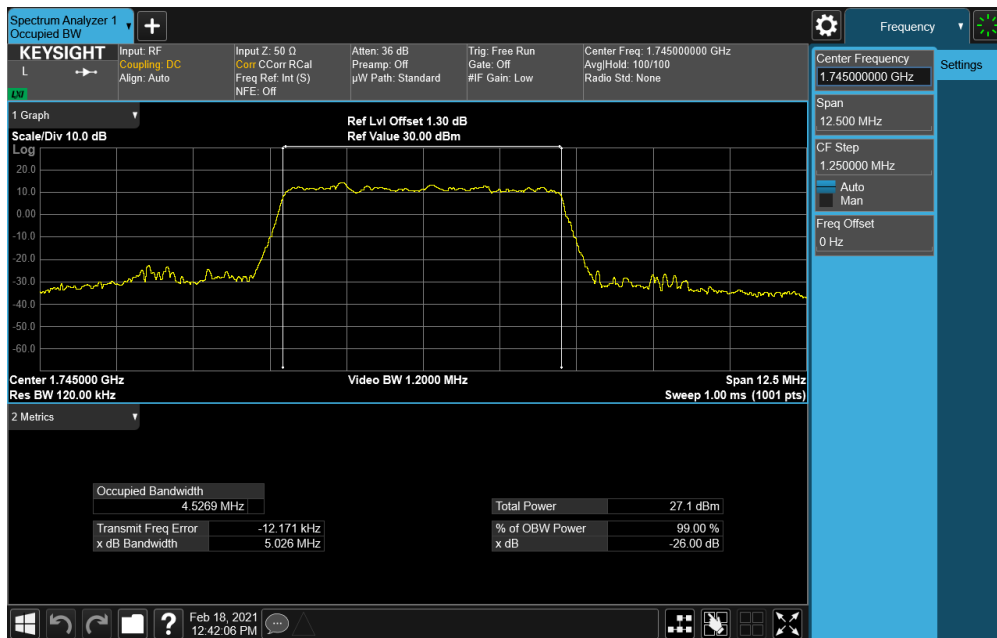 Spectrum Analyzer 1
Occupied BW
Frequency
KEYSIGHT
L
LXI
Input: RF
Coupling: DC
Align: Auto
Input Z: 50 Ω
Corr CCorr RCal
Freq Ref: Int (S)
NFE: Off
Atten: 36 dB
Preamp: Off
µW Path: Standard
Trig: Free Run
Gate: Off
#IF Gain: Low
Center Freq: 1.745000000 GHz
Avg|Hold: 100/100
Radio Std: None
Center Frequency
1.745000000 GHz
Settings
Span
12.500 MHz
CF Step
1.250000 MHz
Auto
Man
Freq Offset
0 Hz
1 Graph
Scale/Div 10.0 dB
Ref Lvl Offset 1.30 dB
Ref Value 30.00 dBm
Log
20.0
10.0
0.00
-10.0
-20.0
-30.0
-40.0
-50.0
-60.0
Center 1.745000 GHz
Video BW 1.2000 MHz
Span 12.5 MHz
Res BW 120.00 kHz
Sweep 1.00 ms (1001 pts)
2 Metrics
Occupied Bandwidth
4.5269 MHz
Total Power 27.1 dBm
Transmit Freq Error -12.171 kHz
% of OBW Power 99.00 %
x dB Bandwidth 5.026 MHz
x dB -26.00 dB
Feb 18, 2021
12:42:06 PM